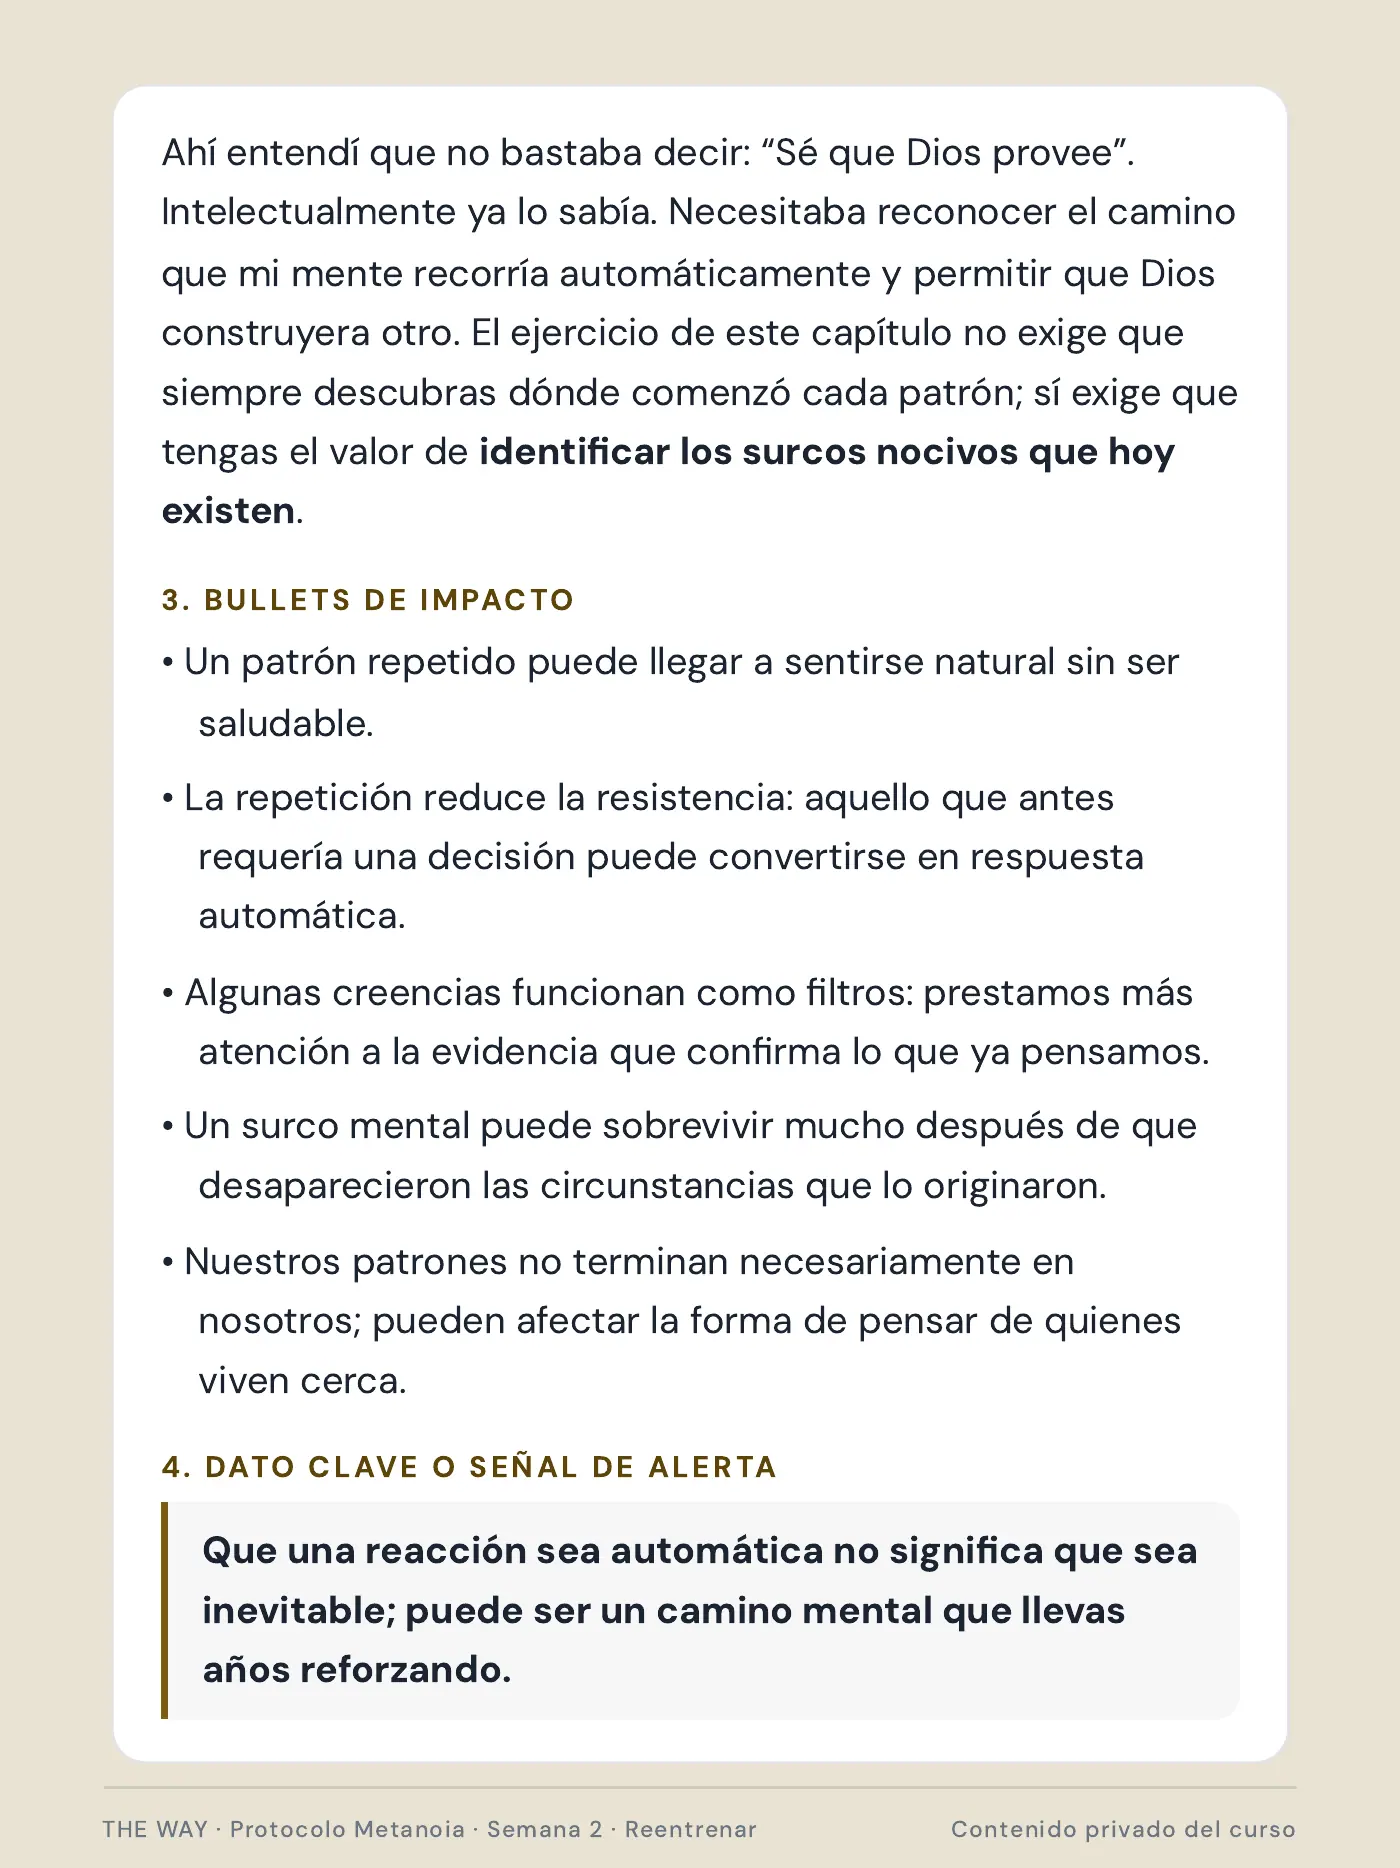 Ahí entendí que no bastaba decir: “Sé que Dios provee”.
Intelectualmente ya lo sabía. Necesitaba reconocer el camino
que mi mente recorría automáticamente y permitir que Dios
construyera otro. El ejercicio de este capítulo no exige que
siempre descubras dónde comenzó cada patrón; sí exige que
tengas el valor de identificar los surcos nocivos que hoy
existen.
3. BULLETS DE IMPACTO
• Un patrón repetido puede llegar a sentirse natural sin ser
saludable.
• La repetición reduce la resistencia: aquello que antes
requería una decisión puede convertirse en respuesta
automática.
• Algunas creencias funcionan como filtros: prestamos más
atención a la evidencia que confirma lo que ya pensamos.
• Un surco mental puede sobrevivir mucho después de que
desaparecieron las circunstancias que lo originaron.
• Nuestros patrones no terminan necesariamente en
nosotros; pueden afectar la forma de pensar de quienes
viven cerca.
4. DATO CLAVE O SEÑAL DE ALERTA
Que una reacción sea automática no significa que sea
inevitable; puede ser un camino mental que llevas
años reforzando.
THE WAY · Protocolo Metanoia · Semana 2 · Reentrenar
Contenido privado del curso